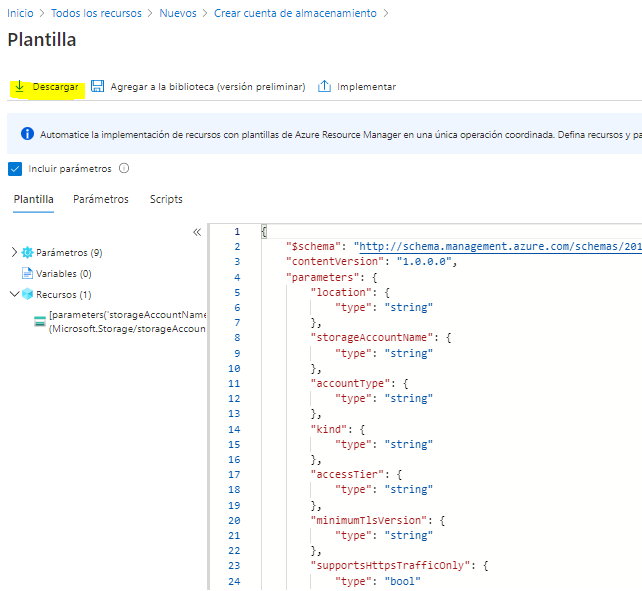 Inicio > Todos los recursos > Nuevos > Crear cuenta de almacenamiento >
Plantilla
Descargar Agregar a la biblioteca (versión preliminar) Implementar
Automatice la implementación de recursos con plantillas de Azure Resource Manager en una única operación coordinada. Defina recursos y pa
Incluir parámetros
Plantilla Parámetros Scripts
Parámetros (9)
Variables (0)
Recursos (1)
[parameters('storageAccountName
(Microsoft.Storage/storageAccoun
1 {
2 "$schema": "http://schema.management.azure.com/schemas/201
3 "contentVersion": "1.0.0.0",
4 "parameters": {
5 "location": {
6 "type": "string"
7 },
8 "storageAccountName": {
9 "type": "string"
10 },
11 "accountType": {
12 "type": "string"
13 },
14 "kind": {
15 "type": "string"
16 },
17 "accessTier": {
18 "type": "string"
19 },
20 "minimumTlsVersion": {
21 "type": "string"
22 },
23 "supportsHttpsTrafficOnly": {
24 "type": "bool"